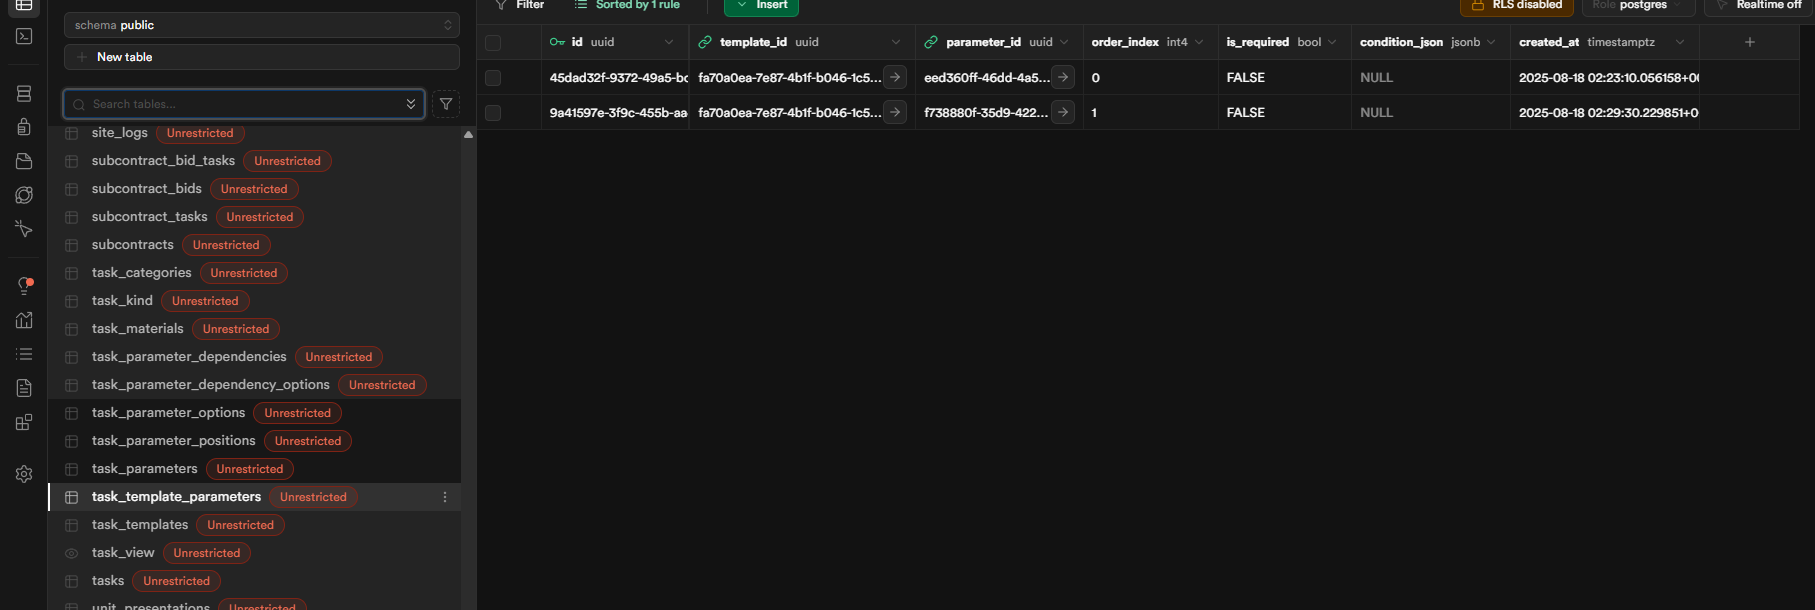 schema public
New table
Search tables...
site_logs Unrestricted
subcontract_bid_tasks Unrestricted
subcontract_bids Unrestricted
subcontract_tasks Unrestricted
subcontracts Unrestricted
task_categories Unrestricted
task_kind Unrestricted
task_materials Unrestricted
task_parameter_dependencies Unrestricted
task_parameter_dependency_options Unrestricted
task_parameter_options Unrestricted
task_parameter_positions Unrestricted
task_parameters Unrestricted
task_template_parameters Unrestricted
task_templates Unrestricted
task_view Unrestricted
tasks Unrestricted
unit_presentations Unrestricted
Filter Sorted by 1 rule Insert RLS disabled Role postgres Realtime off
id uuid template_id uuid parameter_id uuid order_index int4 is_required bool condition_json jsonb created_at timestamptz
45dad32f-9372-49a5-bc fa70a0ea-7e87-4b1f-b046-1c5... eed360ff-46dd-4a5... 0 FALSE NULL 2025-08-18 02:23:10.056158+00
9a41597e-3f9c-455b-aa fa70a0ea-7e87-4b1f-b046-1c5... f738880f-35d9-422... 1 FALSE NULL 2025-08-18 02:29:30.229851+0